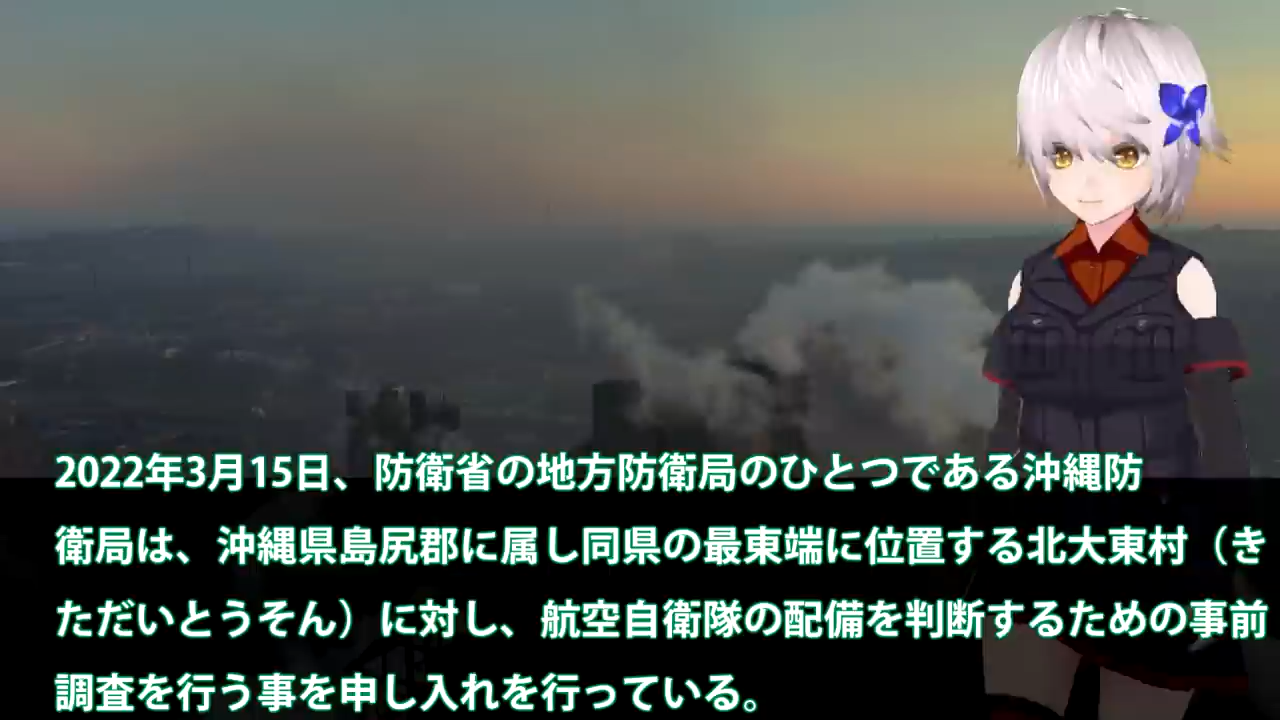 2022年3月15日、防衛省の地方防衛局のひとつである沖縄防
衛局は、沖縄県島尻郡に属し同県の最東端に位置する北大東村（き
ただいとうそん）に対し、航空自衛隊の配備を判断するための事前
調査を行う事を申し入れを行っている。